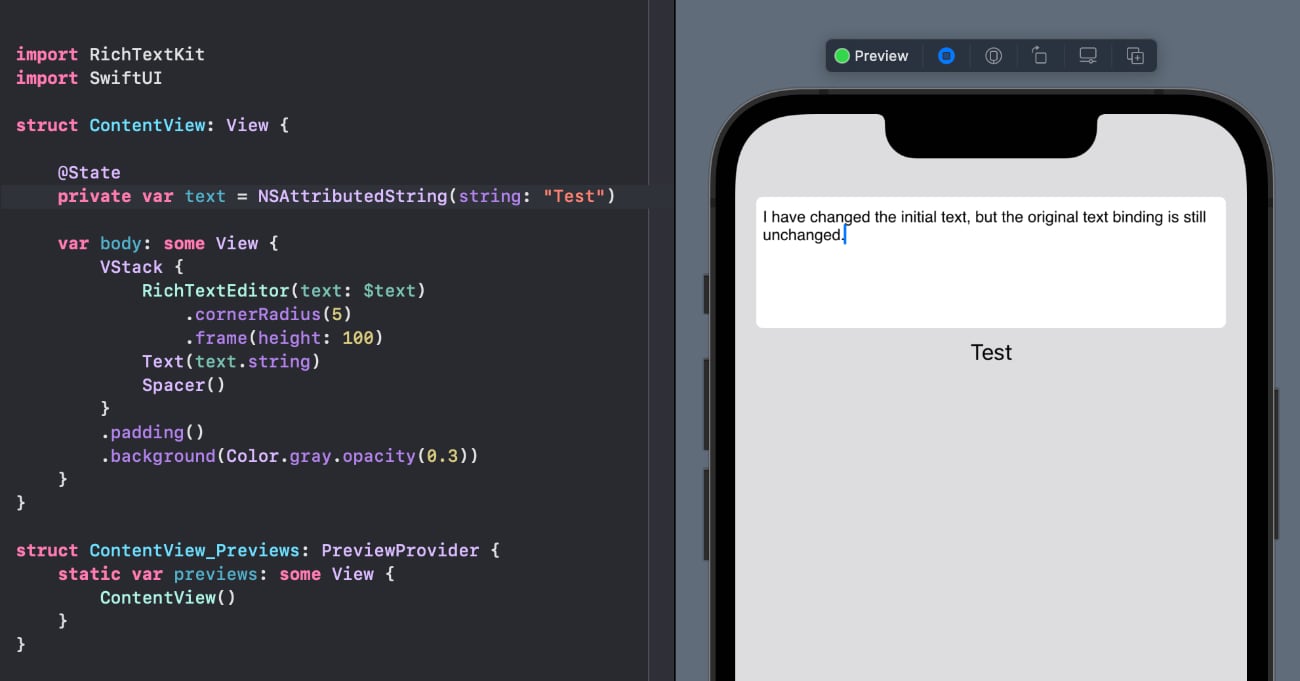 import RichTextKit
import SwiftUI
struct ContentView: View {
@State
private var text = NSAttributedString(string: "Test")
var body: some View {
VStack {
RichTextEditor(text: $text)
.cornerRadius(5)
.frame(height: 100)
Text(text.string)
Spacer()
}
.padding()
.background(Color.gray.opacity(0.3))
}
}
struct ContentView_Previews: PreviewProvider {
static var previews: some View {
ContentView()
}
}
Preview
I have changed the initial text, but the original text binding is still
unchanged.
Test